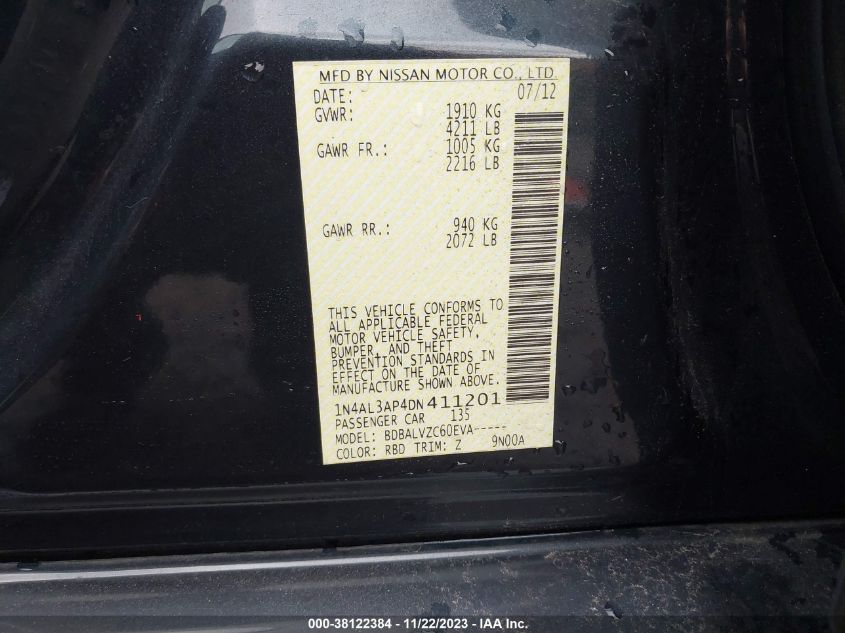 MFD BY NISSAN MOTOR CO., LTD.
DATE: 07/12
GVWR: 1910 KG
4211 LB
GAWR FR.: 1005 KG
2216 LB
GAWR RR.: 940 KG
2072 LB
THIS VEHICLE CONFORMS TO
ALL APPLICABLE FEDERAL
MOTOR VEHICLE SAFETY,
BUMPER, AND THEFT
PREVENTION STANDARDS IN
EFFECT ON THE DATE OF
MANUFACTURE SHOWN ABOVE.
1N4AL3AP4DN411201
PASSENGER CAR 135
MODEL: BDBALVZC60EVA-----
COLOR: RBD TRIM: Z 9N00A
000-38122384 - 11/22/2023 - IAA Inc.